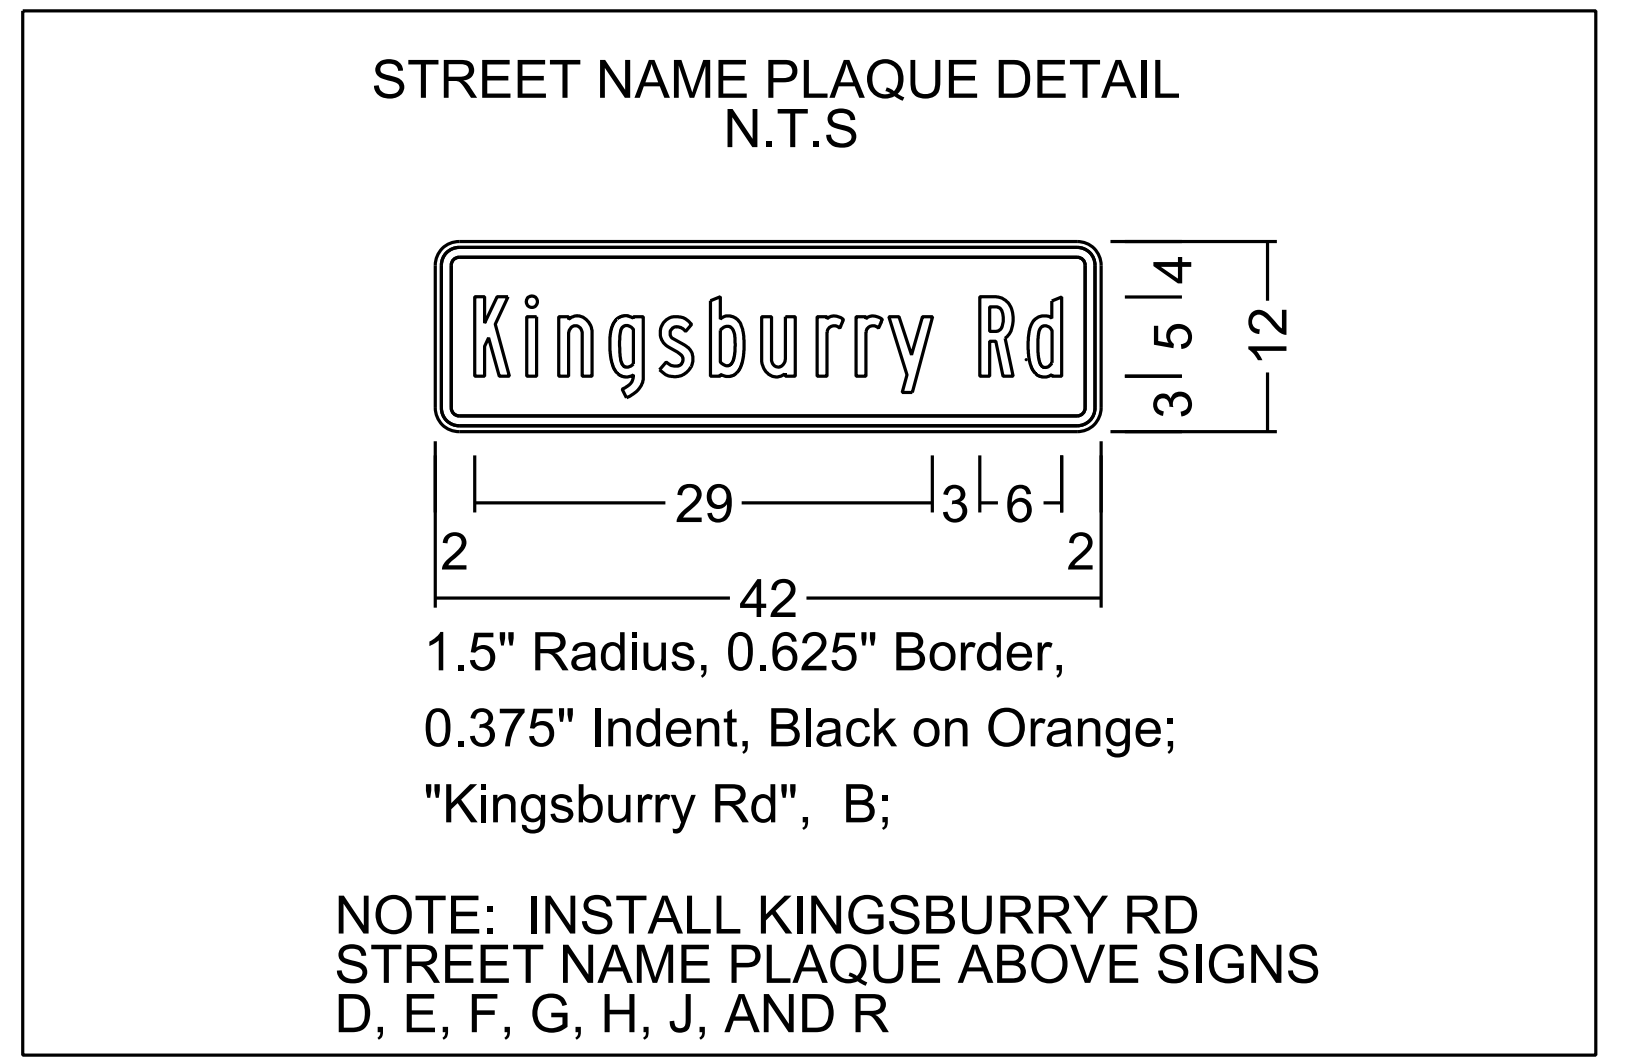 STREET NAME PLAQUE DETAIL
N.T.S
Kingsburry Rd
4
5
3
12
29
3
6
2
2
42
1.5" Radius, 0.625" Border,
0.375" Indent, Black on Orange;
"Kingsburry Rd",  B;
NOTE:  INSTALL KINGSBURRY RD
STREET NAME PLAQUE ABOVE SIGNS
D, E, F, G, H, J, AND R